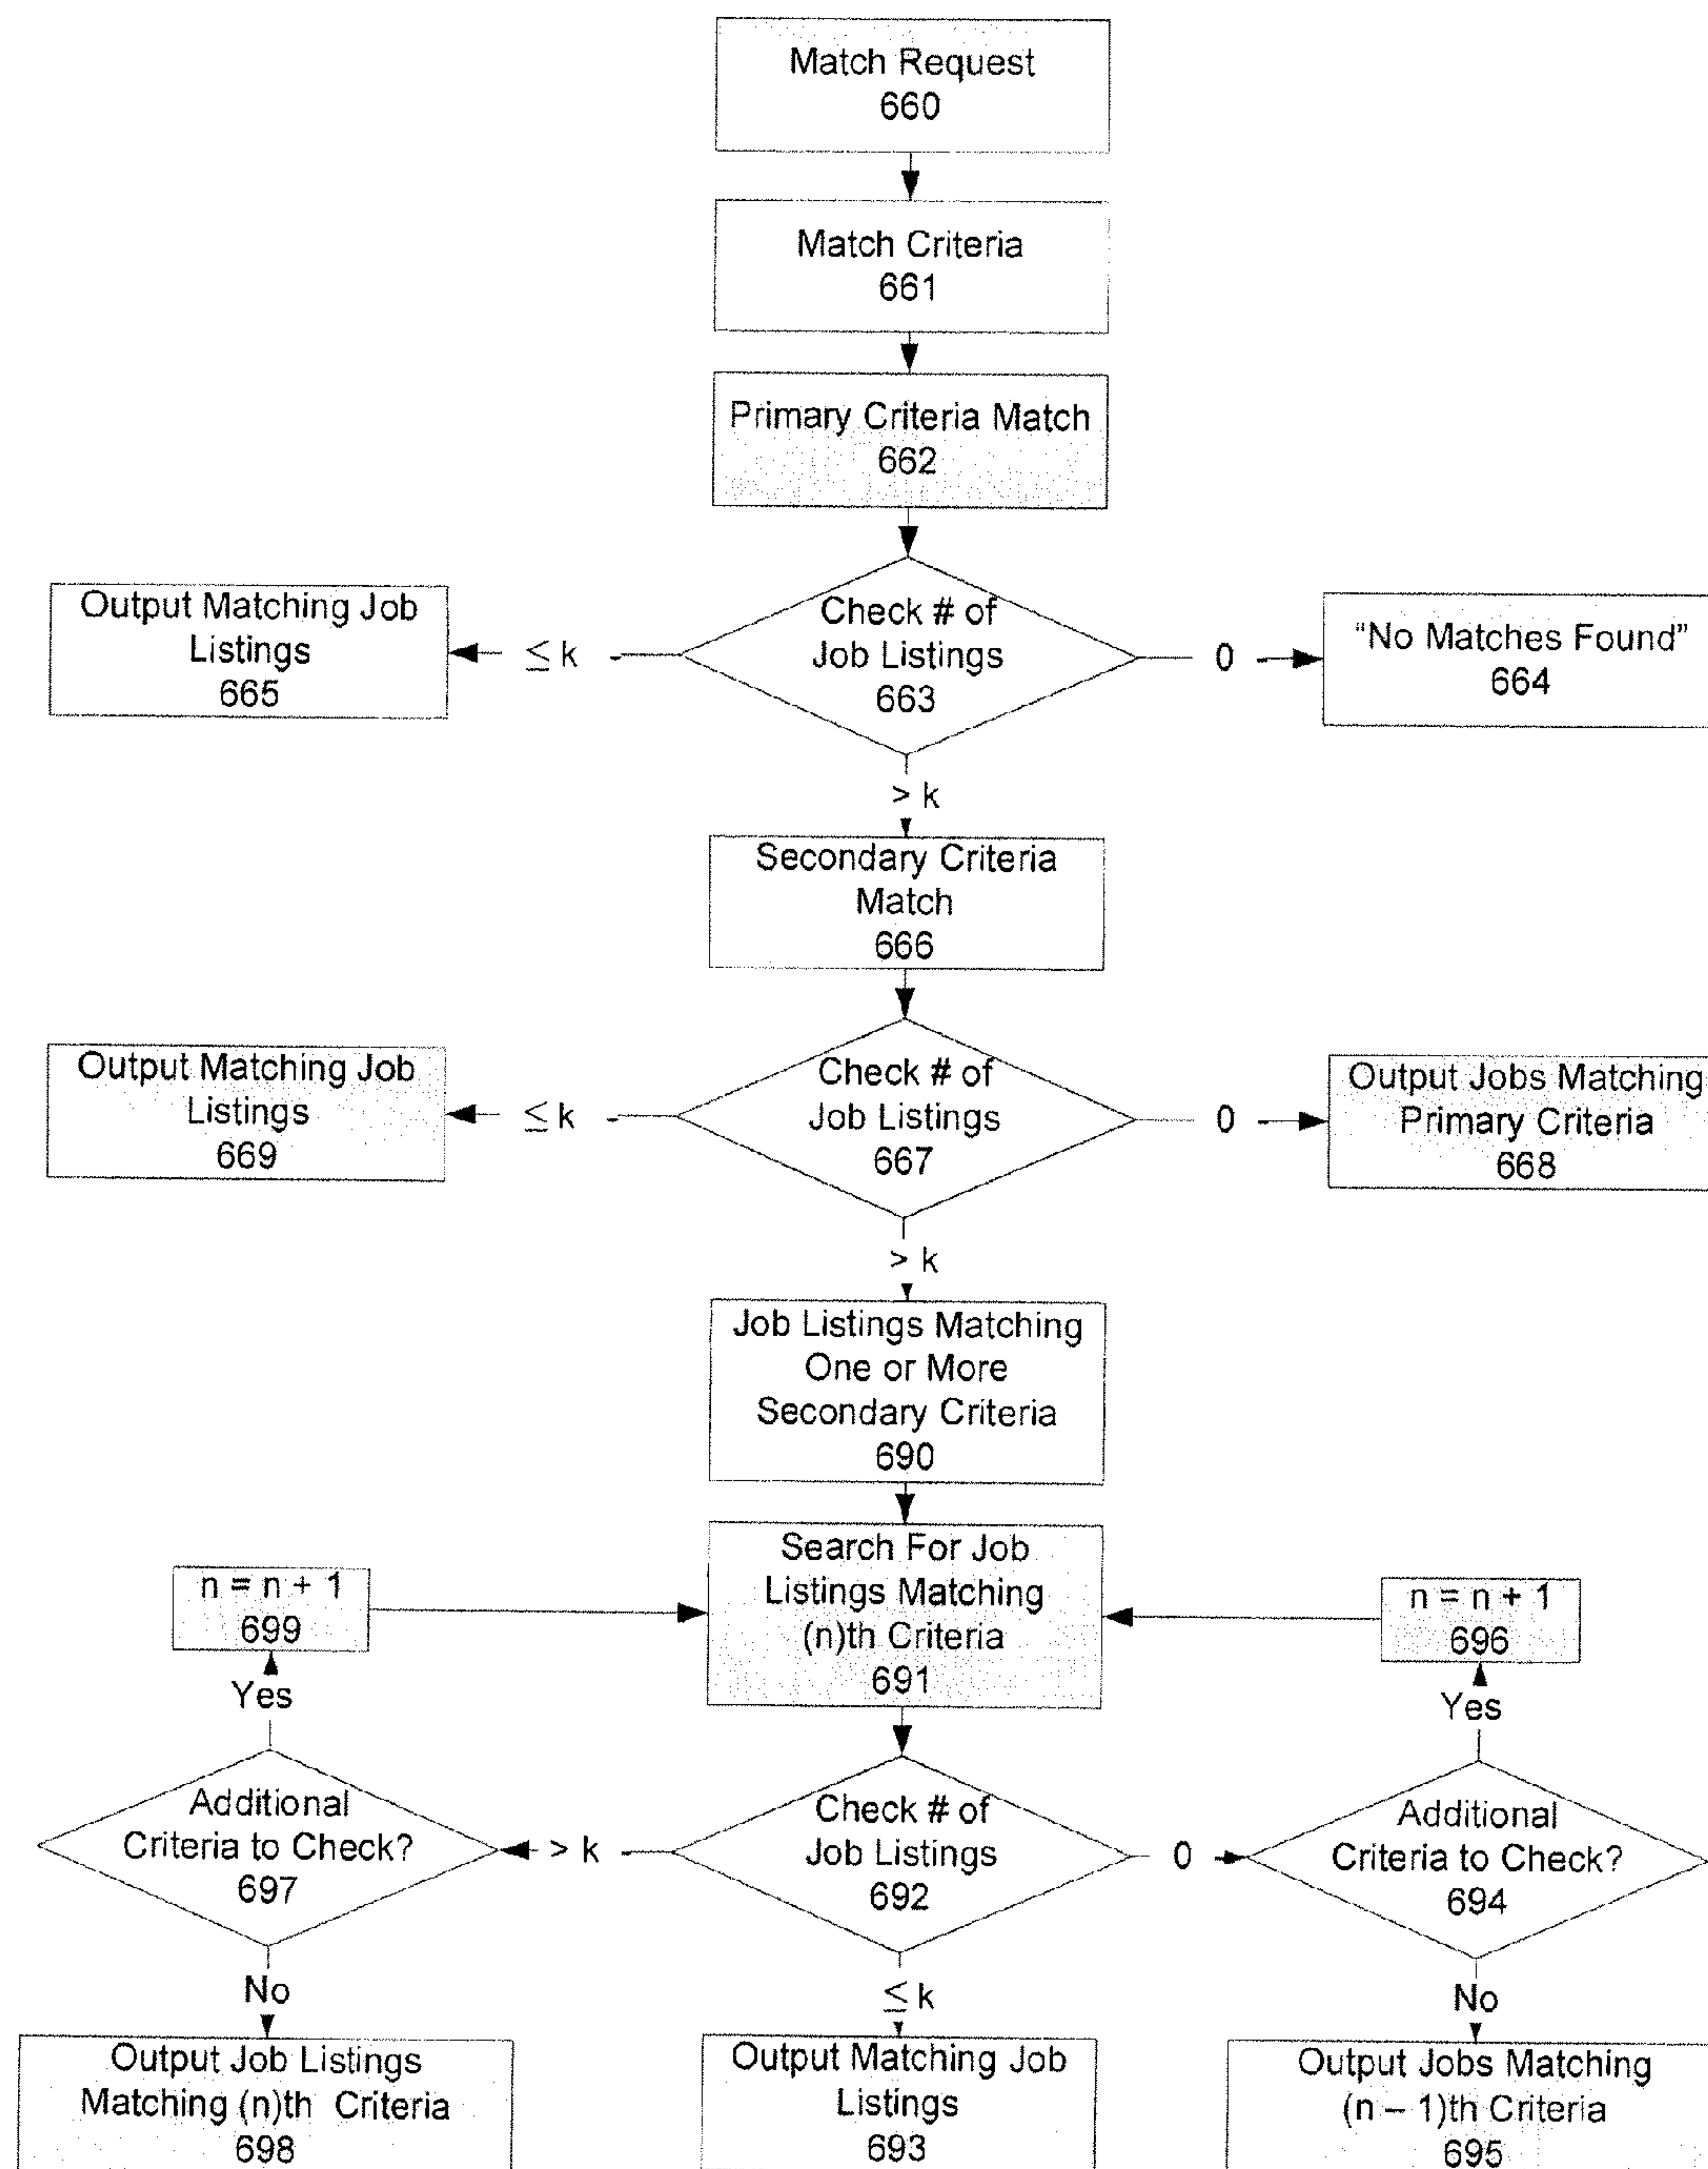 Match Request
660
Match Criteria
661
Primary Criteria Match
662
Check # of
Job Listings
663
≤ k
Output Matching Job
Listings
665
0
“No Matches Found”
664
> k
Secondary Criteria
Match
666
Check # of
Job Listings
667
≤ k
Output Matching Job
Listings
669
0
Output Jobs Matching
Primary Criteria
668
> k
Job Listings Matching
One or More
Secondary Criteria
690
Search For Job
Listings Matching
(n)th Criteria
691
n = n + 1
699
n = n + 1
696
Yes
Yes
Additional
Criteria to Check?
697
> k
Check # of
Job Listings
692
0
Additional
Criteria to Check?
694
No
≤ k
No
Output Job Listings
Matching (n)th Criteria
698
Output Matching Job
Listings
693
Output Jobs Matching
(n – 1)th Criteria
695